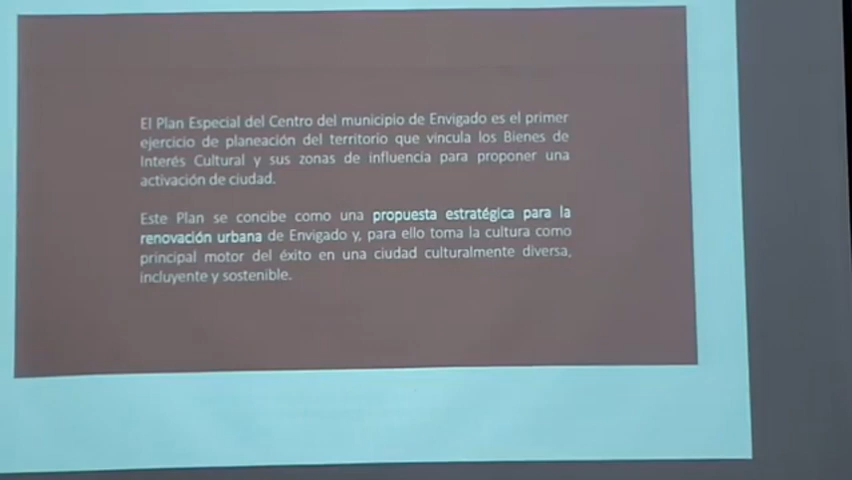 El Plan Especial del Centro del municipio de Envigado es el primer
ejercicio de planeación del territorio que vincula los Bienes de
Interés Cultural y sus zonas de influencia para proponer una
activación de ciudad.
Este Plan se concibe como una propuesta estratégica para la
renovación urbana de Envigado y, para ello toma la cultura como
principal motor del éxito en una ciudad culturalmente diversa,
incluyente y sostenible.